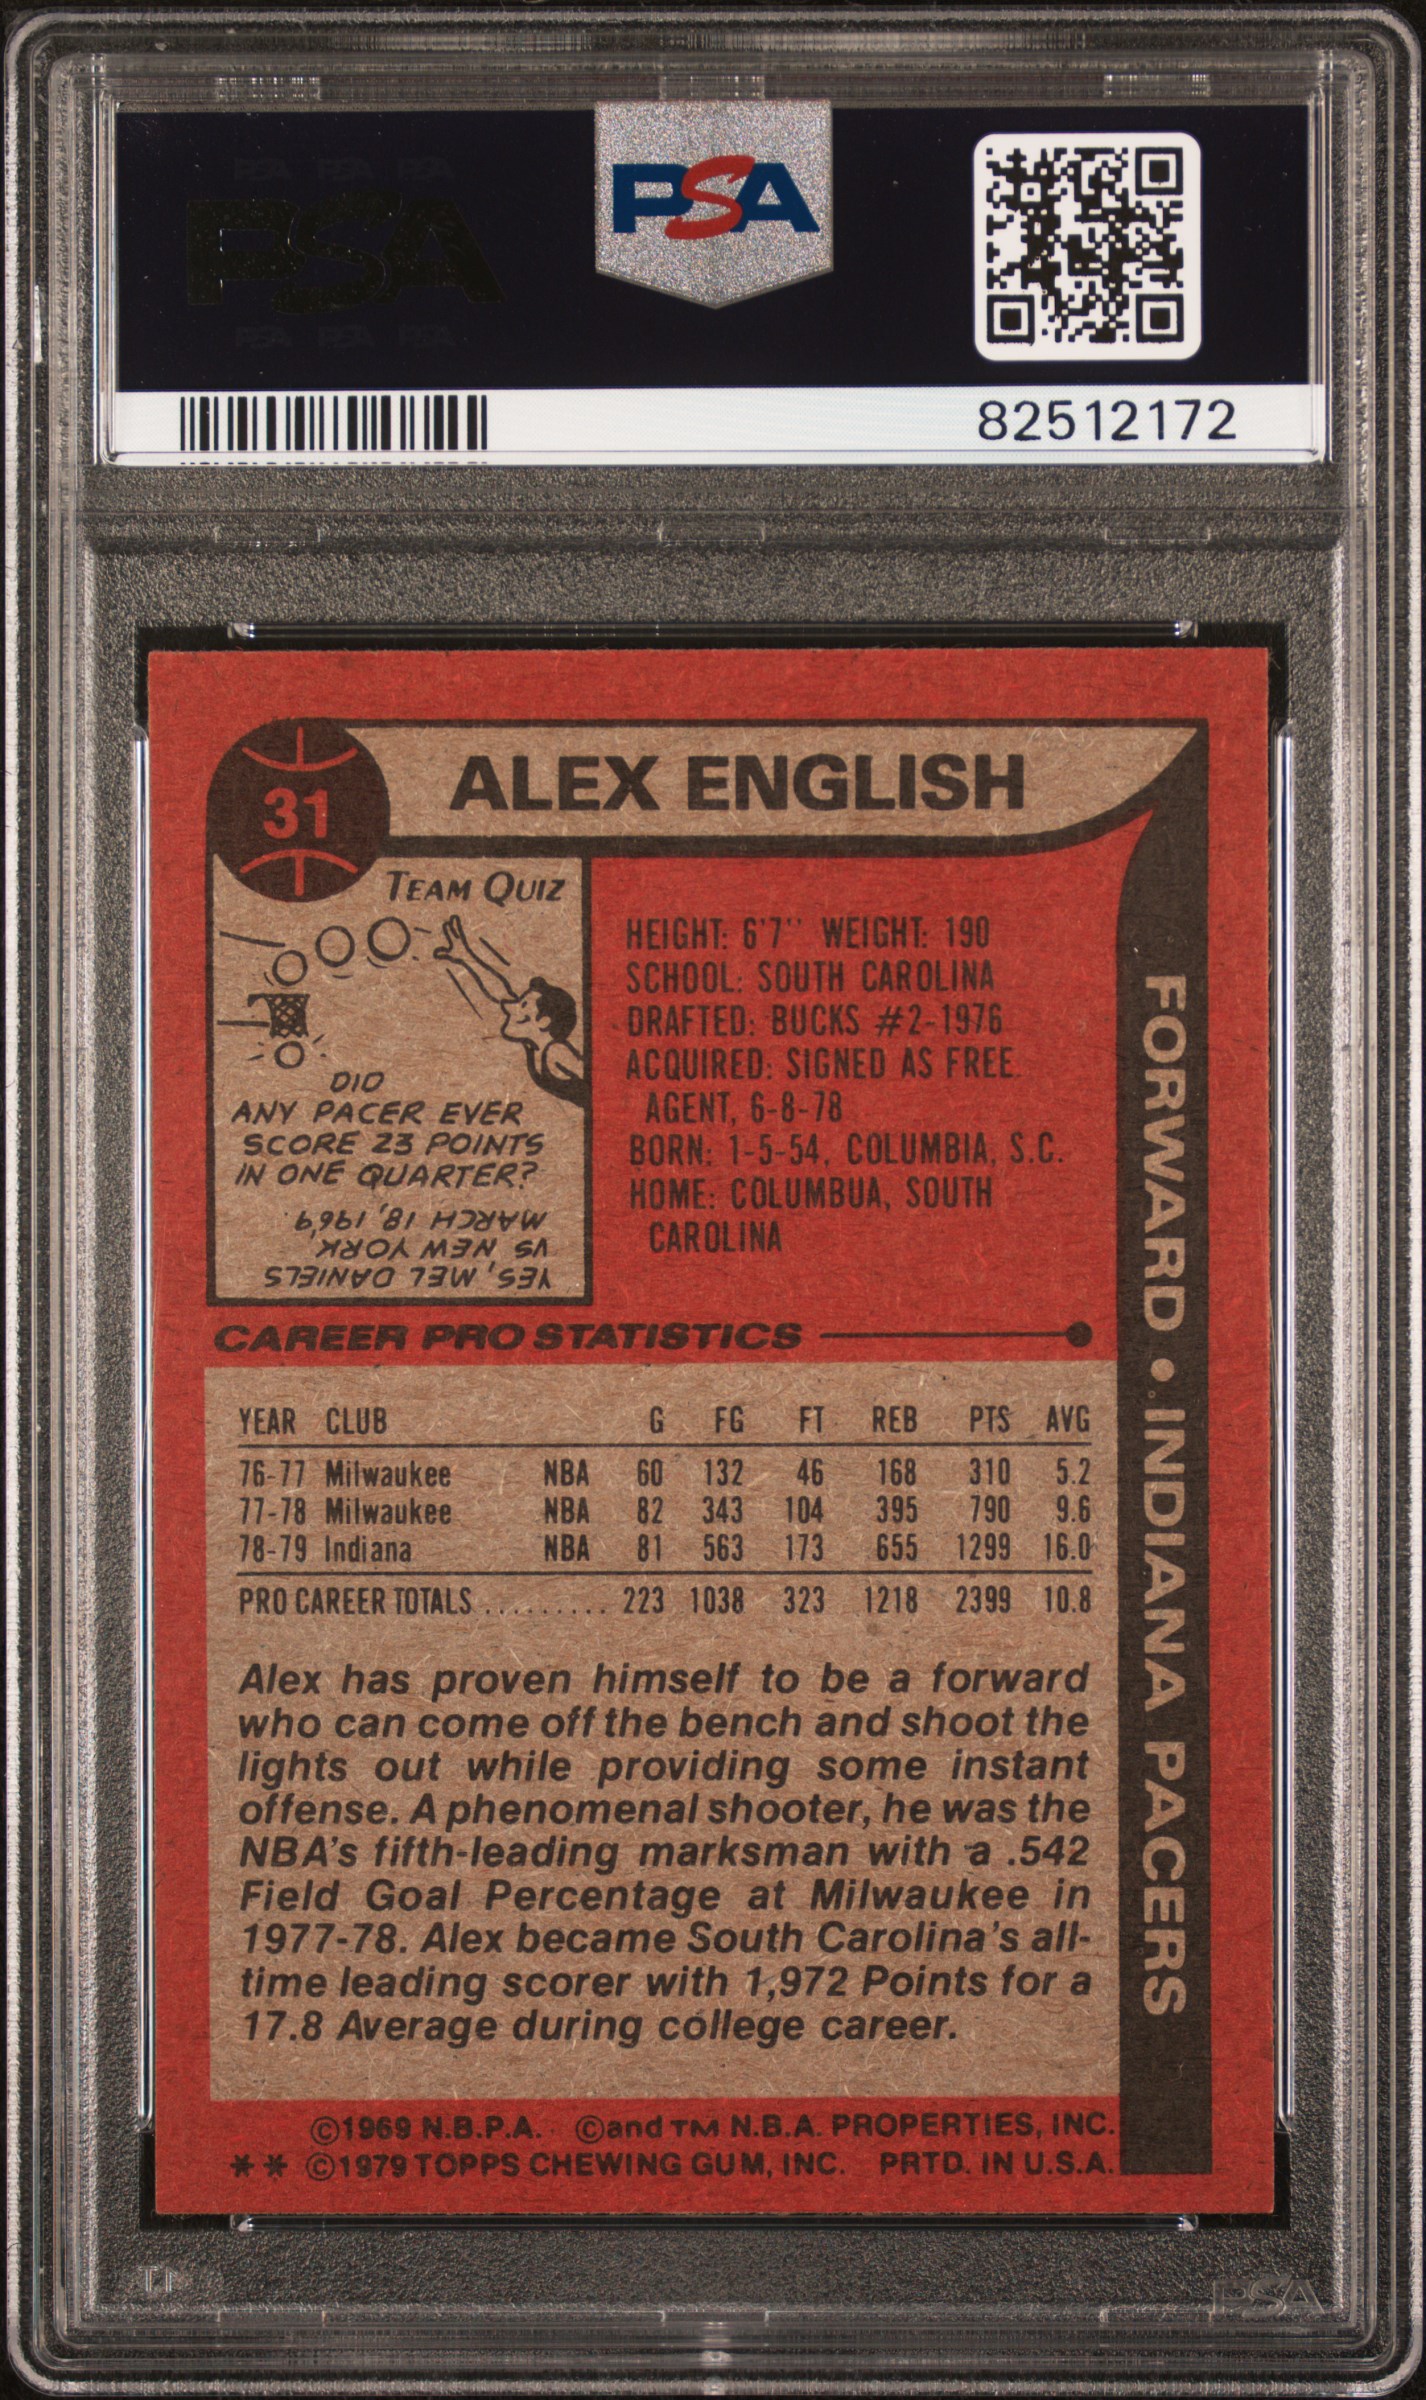 PSA PSA PSA
PSA
PSA PSA PSA
PSA
82512172
31
ALEX ENGLISH
TEAM QUIZ
DID
ANY PACER EVER
SCORE 23 POINTS
IN ONE QUARTER?
YES, MEL DANIELS
VS NEW YORK,
MARCH 18, 1969.
HEIGHT: 6'7" WEIGHT: 190
SCHOOL: SOUTH CAROLINA
DRAFTED: BUCKS #2-1976
ACQUIRED: SIGNED AS FREE
AGENT, 6-8-78
BORN: 1-5-54, COLUMBIA, S.C.
HOME: COLUMBUA, SOUTH
CAROLINA
FORWARD • INDIANA PACERS
CAREER PRO STATISTICS
YEAR CLUB G FG FT REB PTS AVG
76-77 Milwaukee NBA 60 132 46 168 310 5.2
77-78 Milwaukee NBA 82 343 104 395 790 9.6
78-79 Indiana NBA 81 563 173 655 1299 16.0
PRO CAREER TOTALS ......... 223 1038 323 1218 2399 10.8
Alex has proven himself to be a forward
who can come off the bench and shoot the
lights out while providing some instant
offense. A phenomenal shooter, he was the
NBA's fifth-leading marksman with a .542
Field Goal Percentage at Milwaukee in
1977-78. Alex became South Carolina's all-
time leading scorer with 1,972 Points for a
17.8 Average during college career.
©1969 N.B.P.A. ©and TM N.B.A. PROPERTIES, INC.
** ©1979 TOPPS CHEWING GUM, INC. PRTD. IN U.S.A.
PSA